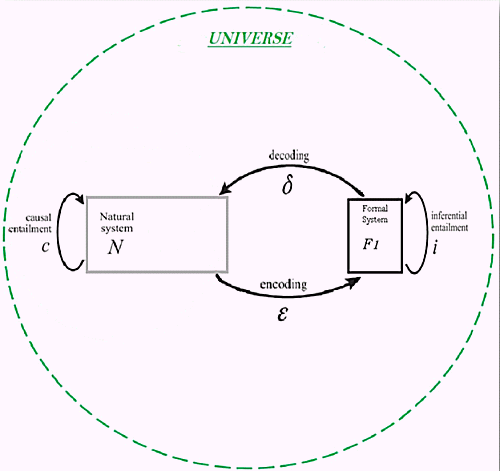 UNIVERSE
decoding
δ
Natural
system
N
Formal
System
F1
causal
entailment
c
inferential
entailment
i
encoding
ε